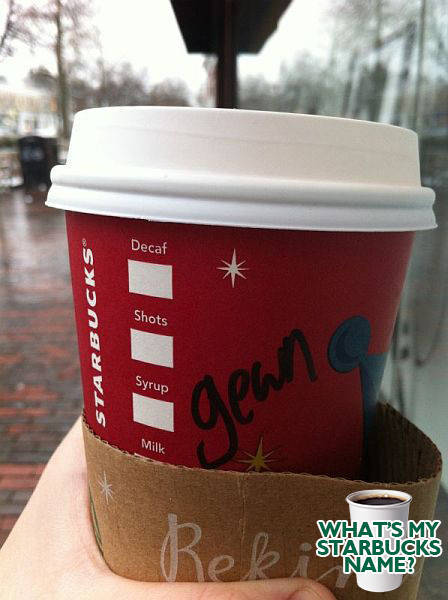 STARBUCKS®
Decaf
Shots
Syrup
Milk
gewn
WHAT'S MY
STARBUCKS
NAME?